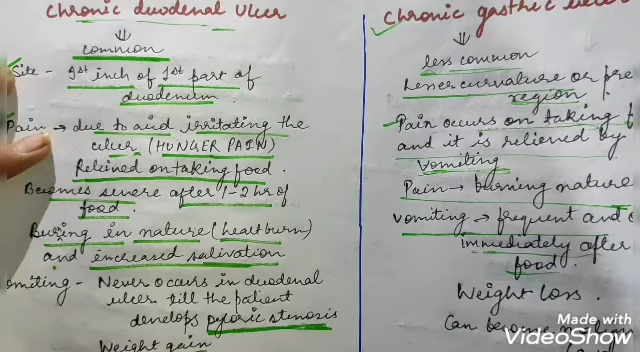 Chronic duodenal Ulcer
⇓
common
Site - 1st inch of 1st part of
duodenum
Pain → due to acid irritating the
ulcer (HUNGER PAIN)
Relieved on taking food.
Becomes severe after 1-2 hr of
food.
Buring in nature (heartburn)
and increased salivation
omiting - Never occurs in duodenal
ulcer till the patient
develops pyloric stenosis
Weight gain
Chronic gastric
⇓
less common
Lesser curvature or
region
Pain occurs on taking
and it is relieved by
Vomiting
Pain → burning nature
Vomiting → frequent and
immediately after
food.
Weight loss.
Can become
Made with
VideoShow